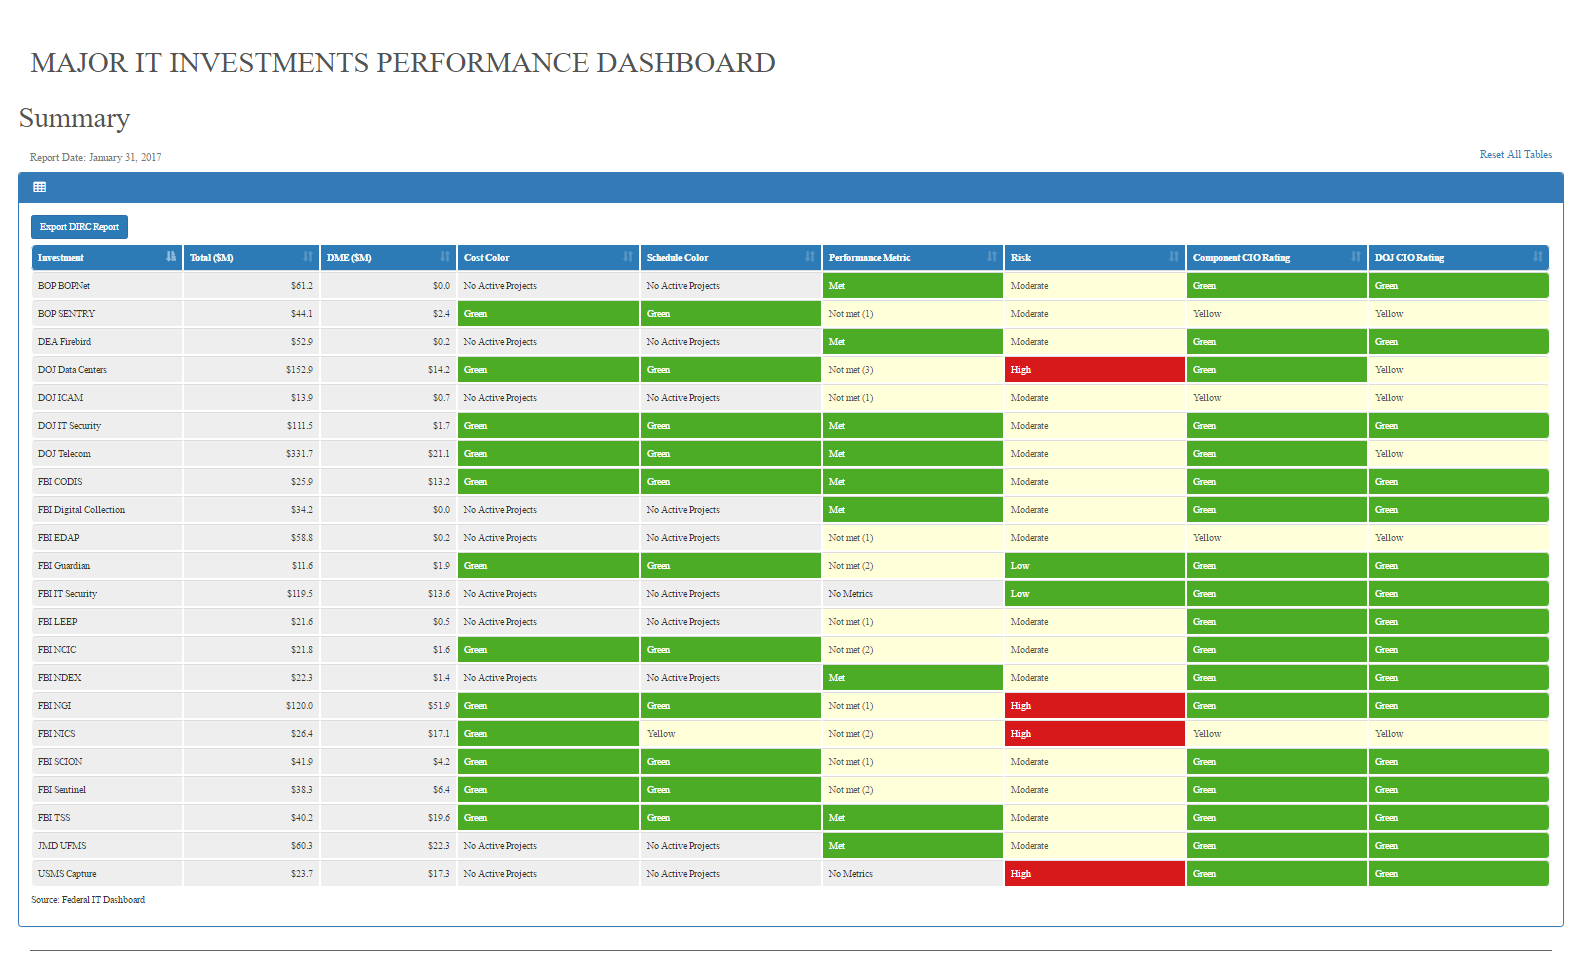 MAJOR IT INVESTMENTS PERFORMANCE DASHBOARD
Summary
Report Date: January 31, 2017
Reset All Tables
Export DIRC Report
Investment Total ($M) DME ($M) Cost Color Schedule Color Performance Metric Risk Component CIO Rating DOJ CIO Rating
BOP BOPNet $61.2 $0.0 No Active Projects No Active Projects Met Moderate Green Green
BOP SENTRY $44.1 $2.4 Green Green Not met (1) Moderate Yellow Yellow
DEA Firebird $52.9 $0.2 No Active Projects No Active Projects Met Moderate Green Green
DOJ Data Centers $152.9 $14.2 Green Green Not met (3) High Green Yellow
DOJ ICAM $13.9 $0.7 No Active Projects No Active Projects Not met (1) Moderate Yellow Yellow
DOJ IT Security $111.5 $1.7 Green Green Met Moderate Green Green
DOJ Telecom $331.7 $21.1 Green Green Met Moderate Green Yellow
FBI CODIS $25.9 $13.2 Green Green Met Moderate Green Green
FBI Digital Collection $34.2 $0.0 No Active Projects No Active Projects Met Moderate Green Green
FBI EDAP $58.8 $0.2 No Active Projects No Active Projects Not met (1) Moderate Yellow Yellow
FBI Guardian $11.6 $1.9 Green Green Not met (2) Low Green Green
FBI IT Security $119.5 $13.6 No Active Projects No Active Projects No Metrics Low Green Green
FBI LEEP $21.6 $0.5 No Active Projects No Active Projects Not met (1) Moderate Green Green
FBI NCIC $21.8 $1.6 Green Green Not met (2) Moderate Green Green
FBI NDEX $22.3 $1.4 No Active Projects No Active Projects Met Moderate Green Green
FBI NGI $120.0 $51.9 Green Green Not met (1) High Green Green
FBI NICS $26.4 $17.1 Green Yellow Not met (2) High Yellow Yellow
FBI SCION $41.9 $4.2 Green Green Not met (1) Moderate Green Green
FBI Sentinel $38.3 $6.4 Green Green Not met (2) Moderate Green Green
FBI TSS $40.2 $19.6 Green Green Met Moderate Green Green
JMD UFMS $60.3 $22.3 No Active Projects No Active Projects Met Moderate Green Green
USMS Capture $23.7 $17.3 No Active Projects No Active Projects No Metrics High Green Green
Source: Federal IT Dashboard